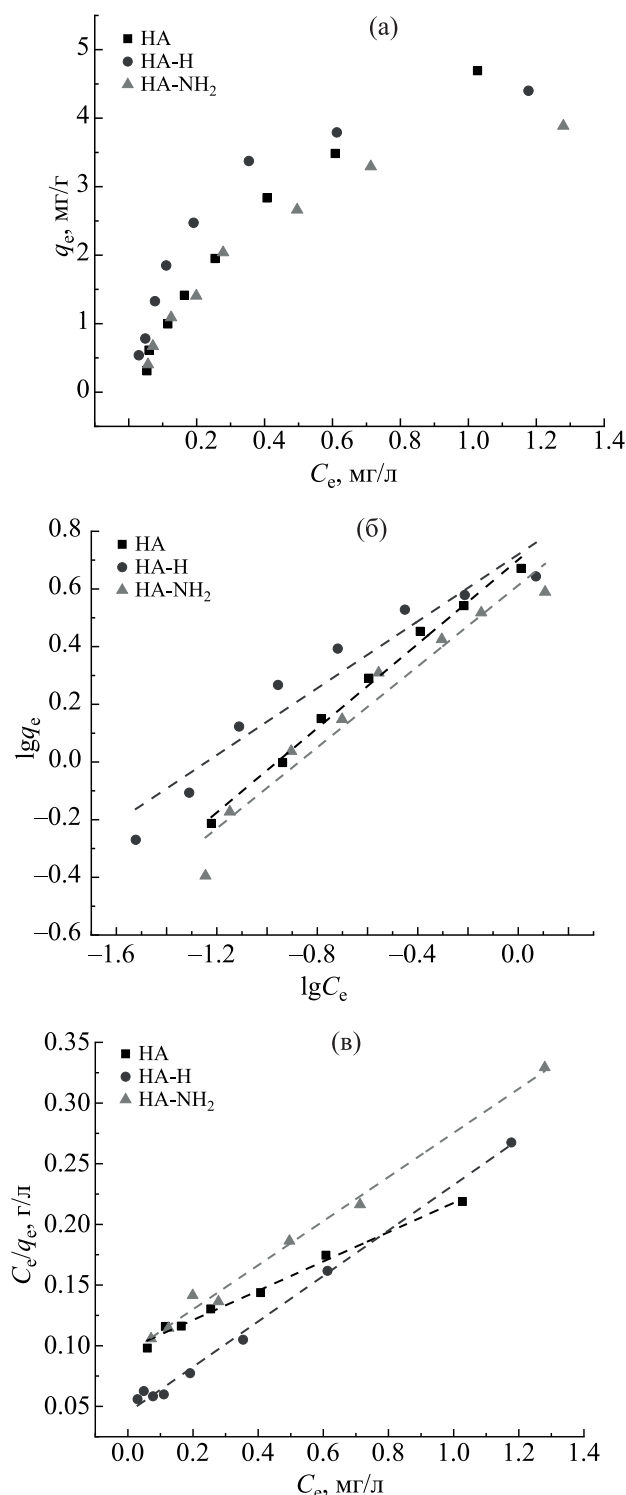 (а)
HA
HA-H
HA-NH₂
5
4
3
2
1
0
qₑ, мг/г
0.2 0.4 0.6 0.8 1.0 1.2 1.4
Cₑ, мг/л
(б)
HA
HA-H
HA-NH₂
0.8
0.6
0.4
0.2
0.0
–0.2
–0.4
–0.6
lgqₑ
–1.6 –1.2 –0.8 –0.4 0.0
lgCₑ
(в)
HA
HA-H
HA-NH₂
0.35
0.30
0.25
0.20
0.15
0.10
0.05
Cₑ/qₑ, г/л
0.0 0.2 0.4 0.6 0.8 1.0 1.2 1.4
Cₑ, мг/л